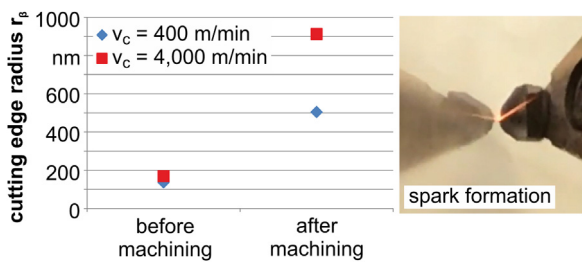 cutting edge radius rᵦ
1000
nm
600
400
200
0
v_c = 400 m/min
v_c = 4,000 m/min
before
machining
after
machining
spark formation